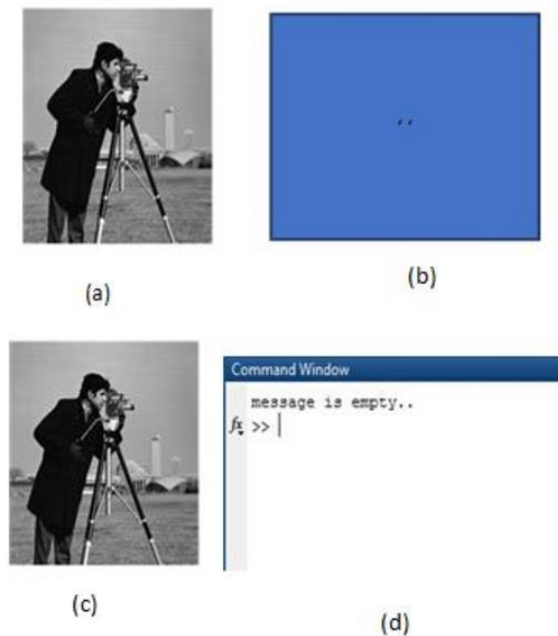 ‘ ‘
(a)
(b)
Command Window
message is empty..
fx >>
(c)
(d)